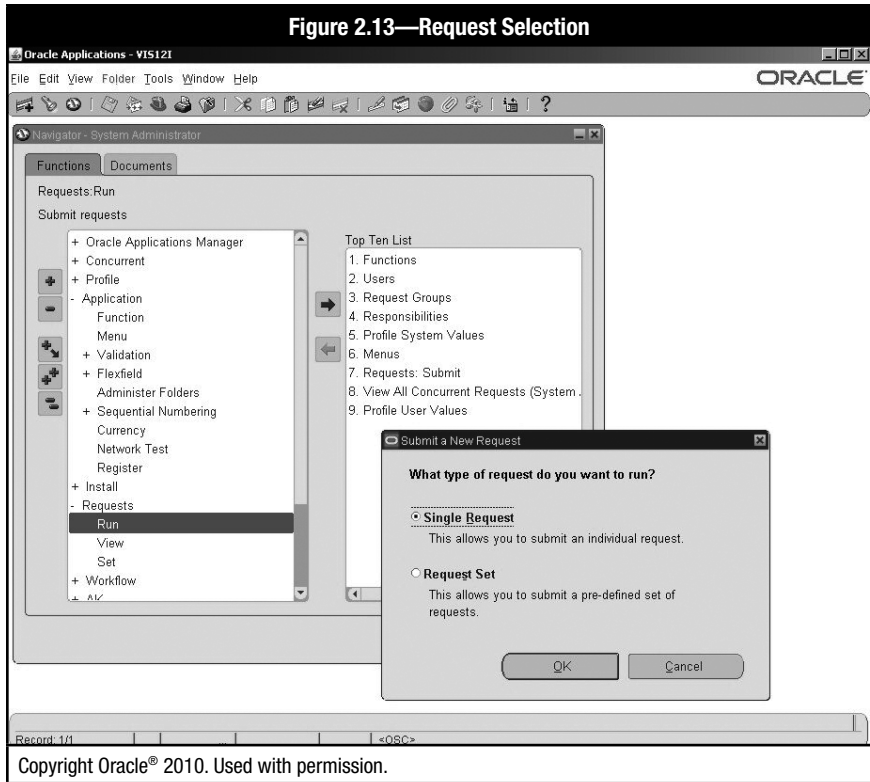 Figure 2.13—Request Selection
Oracle Applications - VIS12I
File Edit View Folder Tools Window Help
ORACLE
Navigator - System Administrator
Functions Documents
Requests:Run
Submit requests
+ Oracle Applications Manager
+ Concurrent
+ Profile
- Application
Function
Menu
+ Validation
+ Flexfield
Administer Folders
+ Sequential Numbering
Currency
Network Test
Register
+ Install
- Requests
Run
View
Set
+ Workflow
+ AK
Top Ten List
1. Functions
2. Users
3. Request Groups
4. Responsibilities
5. Profile System Values
6. Menus
7. Requests: Submit
8. View All Concurrent Requests (System .
9. Profile User Values
Submit a New Request
What type of request do you want to run?
Single Request
This allows you to submit an individual request.
Request Set
This allows you to submit a pre-defined set of
requests.
OK Cancel
Record: 1/1 ... <OSC>
Copyright Oracle® 2010. Used with permission.